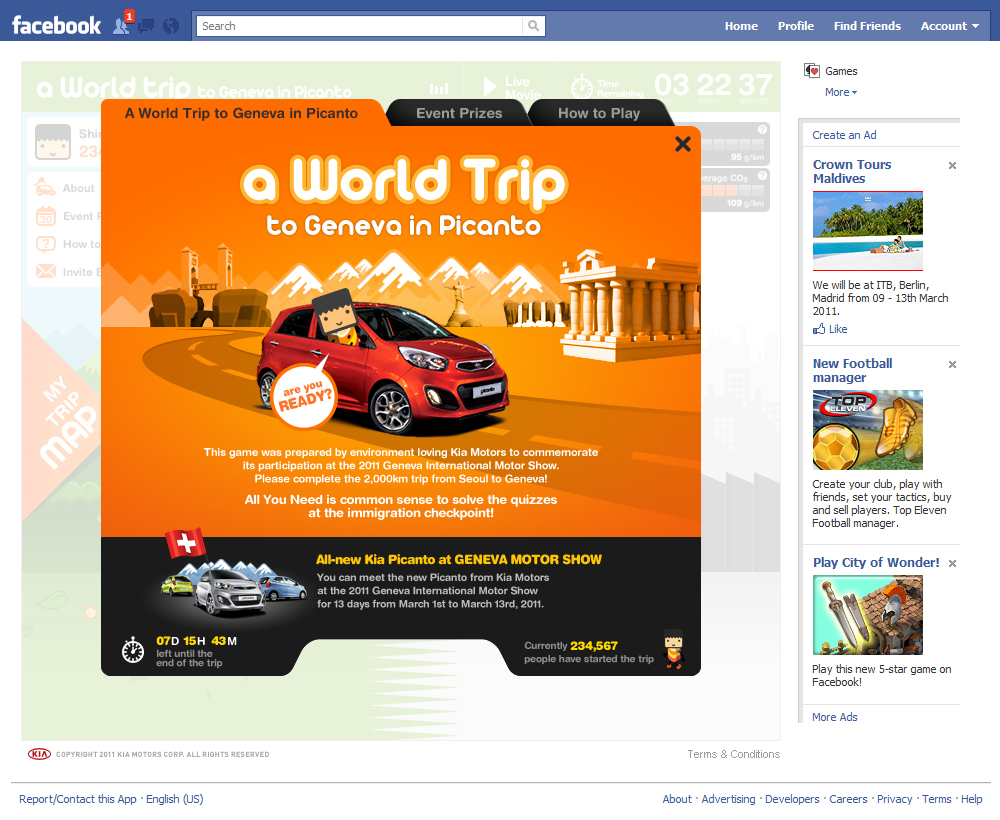 facebook
1
Search
Home
Profile
Find Friends
Account
a World trip to Geneva in Picanto
Live
Movie
Time
Remaining
03 22 37
A World Trip to Geneva in Picanto
Event Prizes
How to Play
Shi
23
About
Event
30
How to
Invite
MY
TRIP
MAP
?
95 g/km
verage CO2
?
109 g/km
a World Trip
to Geneva in Picanto
are you
READY?
picanto
This game was prepared by environment loving Kia Motors to commemorate
its participation at the 2011 Geneva International Motor Show.
Please complete the 2,000km trip from Seoul to Geneva!
All You Need is common sense to solve the quizzes
at the immigration checkpoint!
All-new Kia Picanto at GENEVA MOTOR SHOW
You can meet the new Picanto from Kia Motors
at the 2011 Geneva International Motor Show
for 13 days from March 1st to March 13rd, 2011.
07D 15H 43M
left until the
end of the trip
Currently 234,567
people have started the trip
KIA COPYRIGHT 2011 KIA MOTORS CORP. ALL RIGHTS RESERVED
Terms & Conditions
Games
More
Create an Ad
Crown Tours
Maldives
We will be at ITB, Berlin,
Madrid from 09 - 13th March
2011.
Like
New Football
manager
TOP
ELEVEN
Create your club, play with
friends, set your tactics, buy
and sell players. Top Eleven
Football manager.
Play City of Wonder!
Play this new 5-star game on
Facebook!
More Ads
Report/Contact this App · English (US)
About · Advertising · Developers · Careers · Privacy · Terms · Help